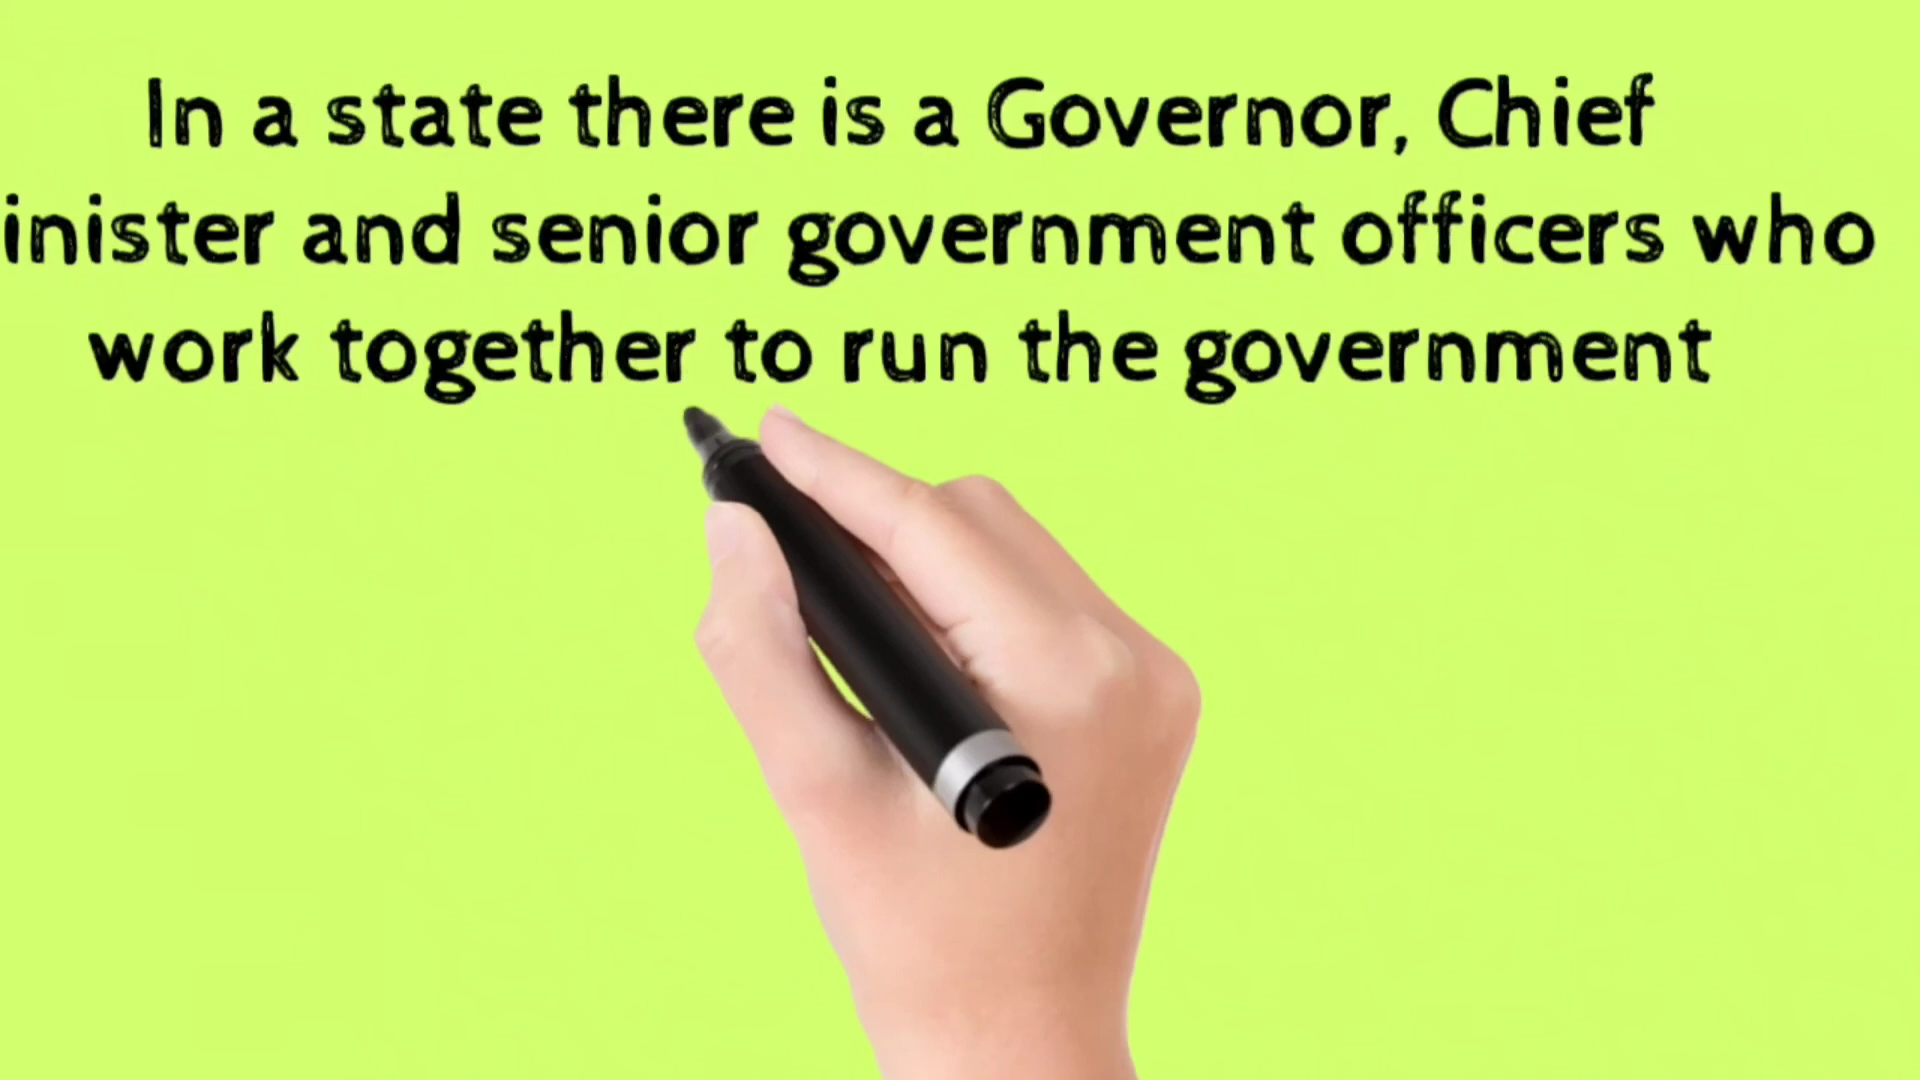 In a state there is a Governor, Chief
inister and senior government officers who
work together to run the government